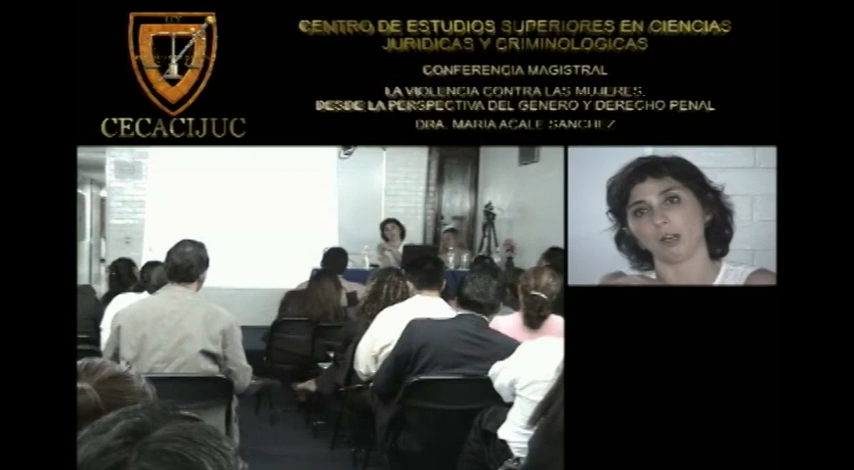 CECACIJUC
CENTRO DE ESTUDIOS SUPERIORES EN CIENCIAS
JURIDICAS Y CRIMINOLOGICAS
CONFERENCIA MAGISTRAL
LA VIOLENCIA CONTRA LAS MUJERES.
DESDE LA PERSPECTIVA DEL GENERO Y DERECHO PENAL
DRA. MARIA ACALE SANCHEZ